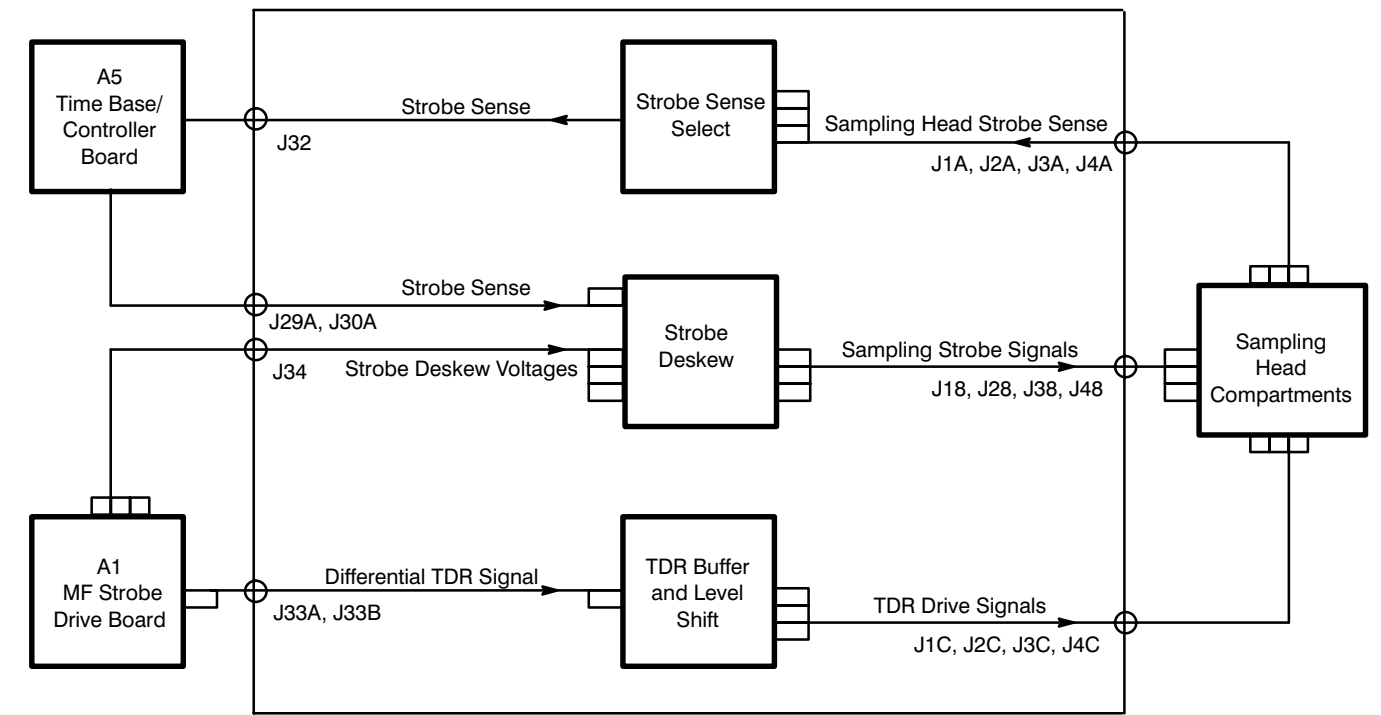 A5
Time Base/
Controller
Board
Strobe Sense
J32
Strobe Sense
Select
Sampling Head Strobe Sense
J1A, J2A, J3A, J4A
Strobe Sense
J29A, J30A
J34
Strobe Deskew Voltages
Strobe
Deskew
Sampling Strobe Signals
J18, J28, J38, J48
Sampling
Head
Compartments
A1
MF Strobe
Drive Board
Differential TDR Signal
J33A, J33B
TDR Buffer
and Level
Shift
TDR Drive Signals
J1C, J2C, J3C, J4C